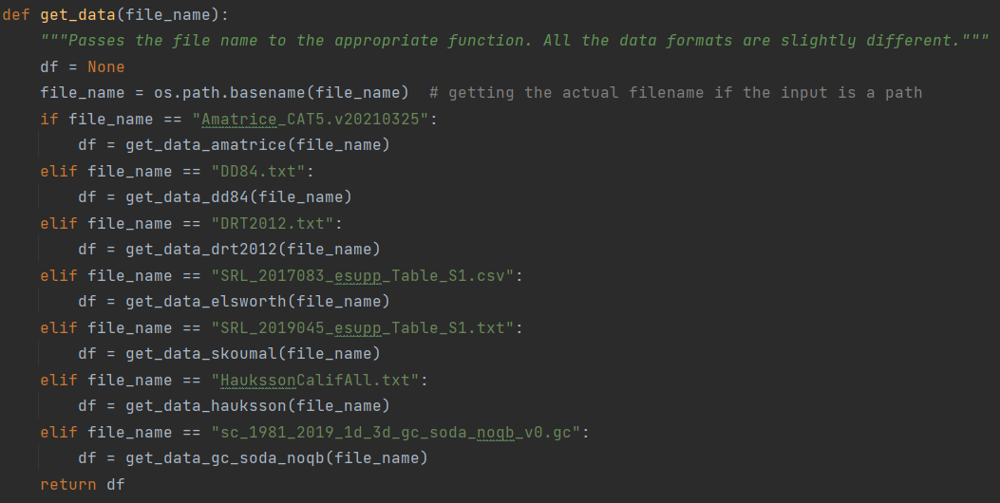 def get_data(file_name):
    """Passes the file name to the appropriate function. All the data formats are slightly different."""
    df = None
    file_name = os.path.basename(file_name)  # getting the actual filename if the input is a path
    if file_name == "Amatrice_CAT5.v20210325":
        df = get_data_amatrice(file_name)
    elif file_name == "DD84.txt":
        df = get_data_dd84(file_name)
    elif file_name == "DRT2012.txt":
        df = get_data_drt2012(file_name)
    elif file_name == "SRL_2017083_esupp_Table_S1.csv":
        df = get_data_elsworth(file_name)
    elif file_name == "SRL_2019045_esupp_Table_S1.txt":
        df = get_data_skoumal(file_name)
    elif file_name == "HaukssonCalifAll.txt":
        df = get_data_hauksson(file_name)
    elif file_name == "sc_1981_2019_1d_3d_gc_soda_noqb_v0.gc":
        df = get_data_gc_soda_noqb(file_name)
    return df